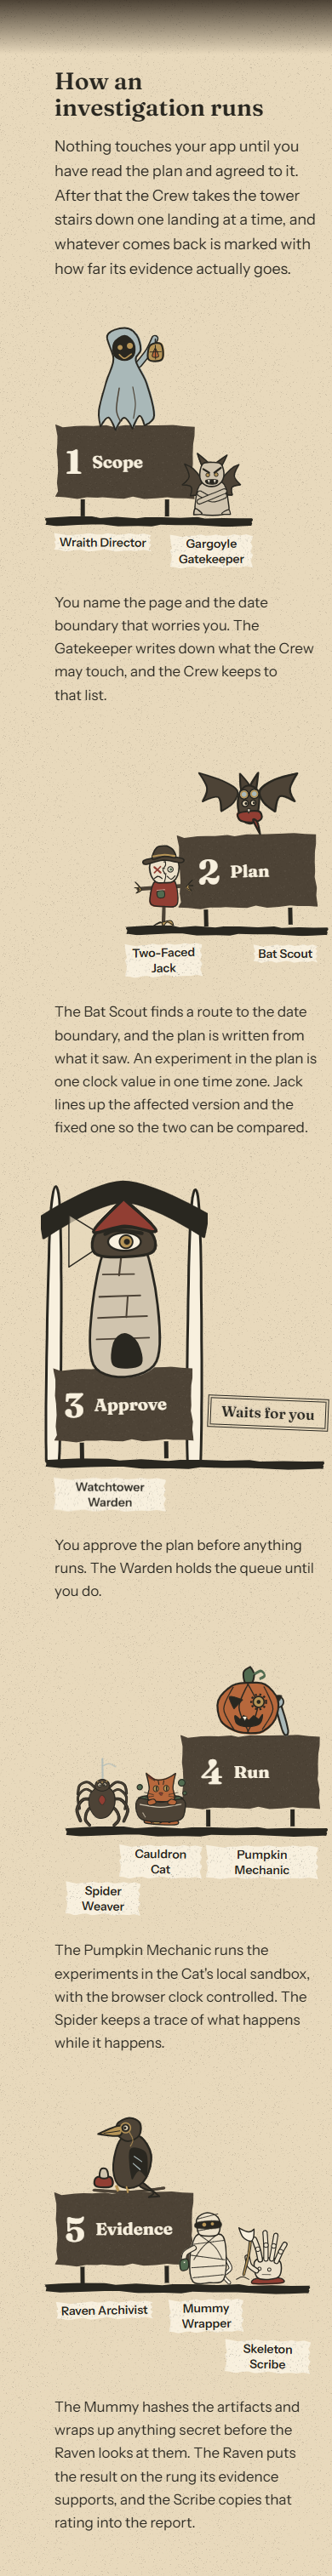 How an
investigation runs
Nothing touches your app until you
have read the plan and agreed to it.
After that the Crew takes the tower
stairs down one landing at a time, and
whatever comes back is marked with
how far its evidence actually goes.
1 Scope
Wraith Director
Gargoyle
Gatekeeper
You name the page and the date
boundary that worries you. The
Gatekeeper writes down what the Crew
may touch, and the Crew keeps to
that list.
2 Plan
Two-Faced
Jack
Bat Scout
The Bat Scout finds a route to the date
boundary, and the plan is written from
what it saw. An experiment in the plan is
one clock value in one time zone. Jack
lines up the affected version and the
fixed one so the two can be compared.
3 Approve
Waits for you
Watchtower
Warden
You approve the plan before anything
runs. The Warden holds the queue until
you do.
4 Run
Cauldron
Cat
Pumpkin
Mechanic
Spider
Weaver
The Pumpkin Mechanic runs the
experiments in the Cat's local sandbox,
with the browser clock controlled. The
Spider keeps a trace of what happens
while it happens.
5 Evidence
Raven Archivist
Mummy
Wrapper
Skeleton
Scribe
The Mummy hashes the artifacts and
wraps up anything secret before the
Raven looks at them. The Raven puts
the result on the rung its evidence
supports, and the Scribe copies that
rating into the report.